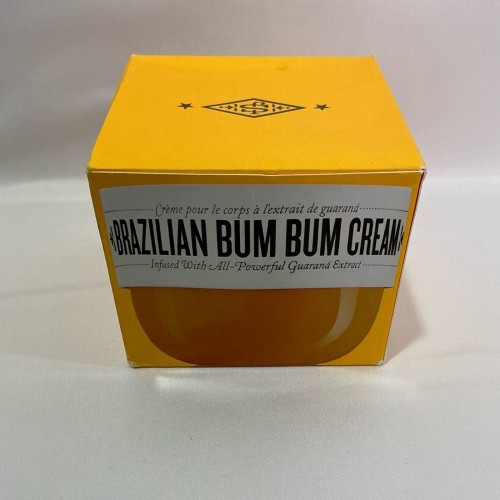 Crème pour le corps à l'extrait de guaraná
BRAZILIAN BUM BUM CREAM
Infused With All-Powerful Guaraná Extract